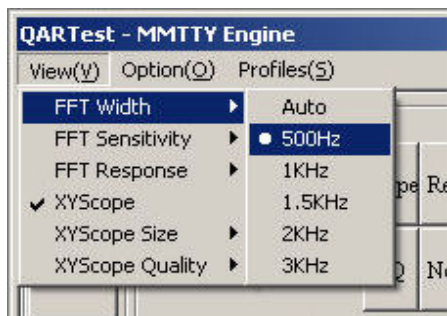 QARTest - MMTTY Engine
View(V) Option(O) Profiles(S)
FFT Width
FFT Sensitivity
FFT Response
XYScope
XYScope Size
XYScope Quality
Auto
500Hz
1KHz
1.5KHz
2KHz
3KHz